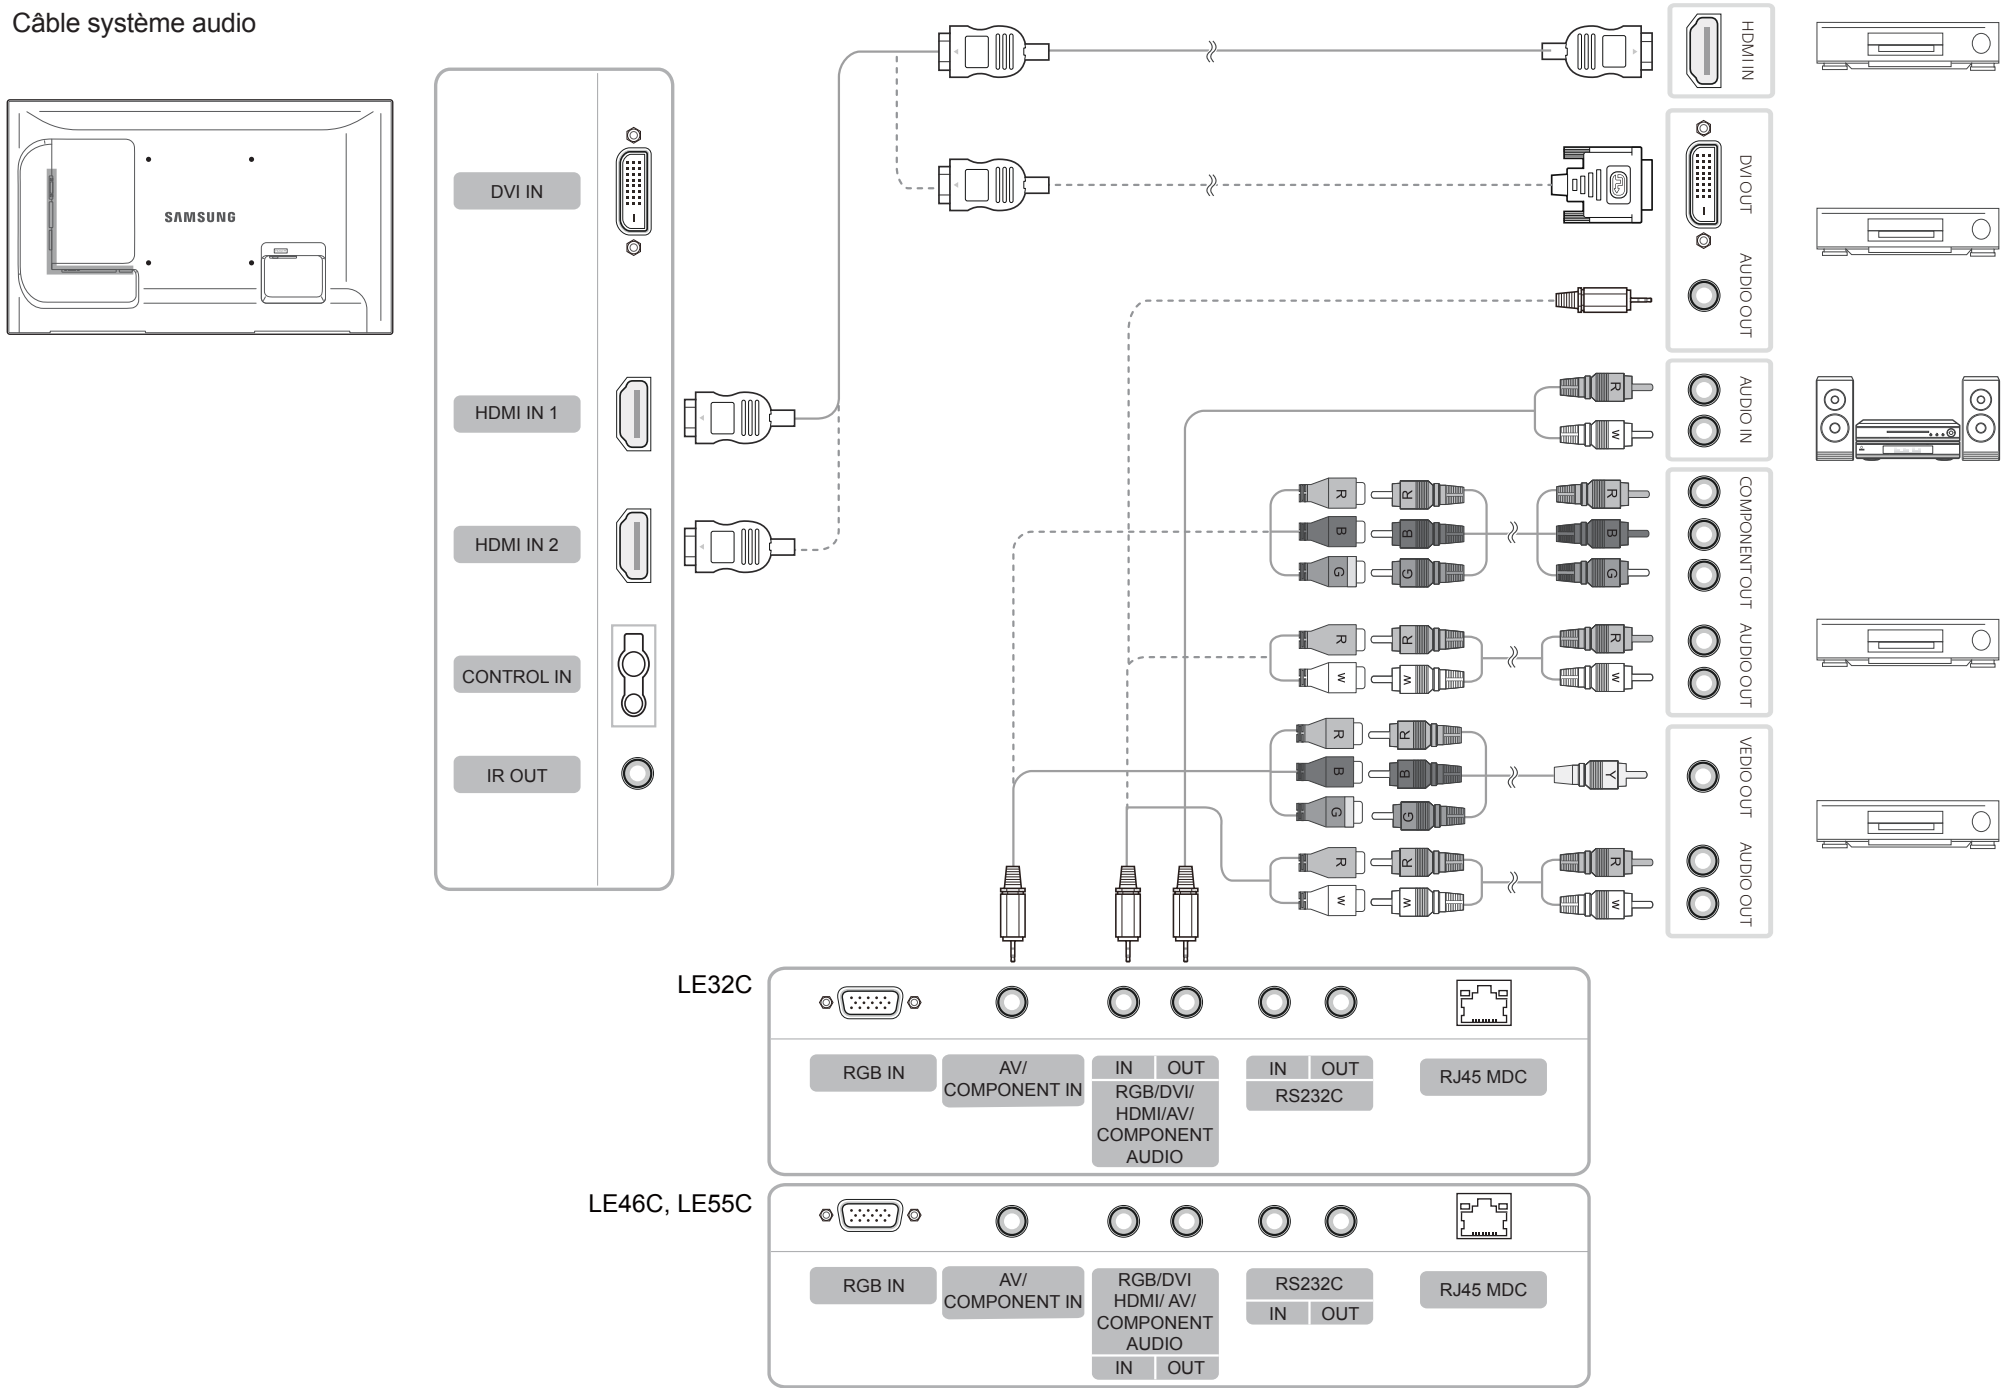 Câble système audio
SAMSUNG
DVI IN
HDMI IN 1
HDMI IN 2
CONTROL IN
IR OUT
HDMI IN
DVI OUT
AUDIO OUT
R
W
AUDIO IN
R R R
B B B
G G G
COMPONENT OUT
R R R
W W W
AUDIO OUT
R R
B B Y
G G
VEDIO OUT
R R R
W W W
AUDIO OUT
LE32C
RGB IN
AV/
COMPONENT IN
IN OUT
RGB/DVI/
HDMI/AV/
COMPONENT
AUDIO
IN OUT
RS232C
RJ45 MDC
LE46C, LE55C
RGB IN
AV/
COMPONENT IN
RGB/DVI
HDMI/ AV/
COMPONENT
AUDIO
IN OUT
RS232C
IN OUT
RJ45 MDC